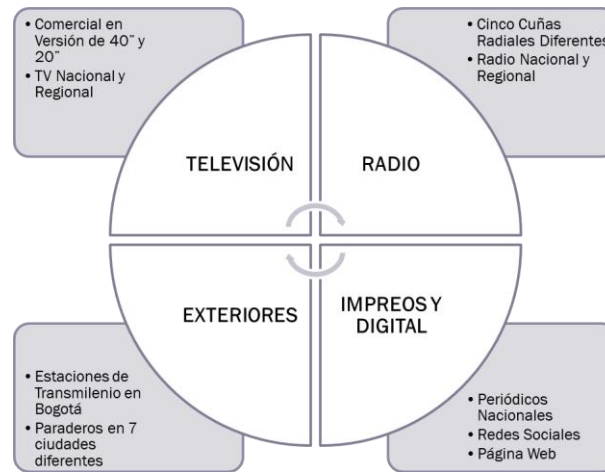 • Comercial en
Versión de 40" y
20"
• TV Nacional y
Regional
• Cinco Cuñas
Radiales Diferentes
• Radio Nacional y
Regional
TELEVISIÓN
RADIO
EXTERIORES
IMPREOS Y
DIGITAL
• Estaciones de
Transmilenio en
Bogotá
• Paraderos en 7
ciudades
diferentes
• Periódicos
Nacionales
• Redes Sociales
• Página Web